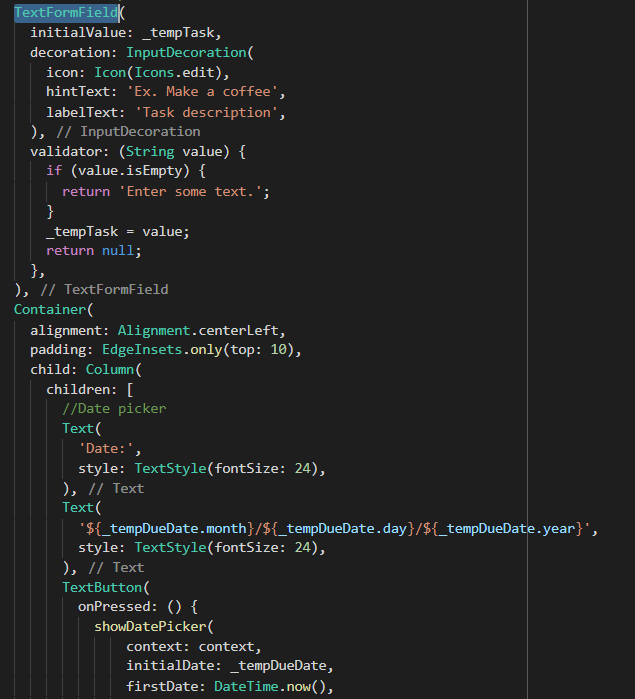 TextFormField(
initialValue: _tempTask,
decoration: InputDecoration(
icon: Icon(Icons.edit),
hintText: 'Ex. Make a coffee',
labelText: 'Task description',
), // InputDecoration
validator: (String value) {
if (value.isEmpty) {
return 'Enter some text.';
}
_tempTask = value;
return null;
},
), // TextFormField
Container(
alignment: Alignment.centerLeft,
padding: EdgeInsets.only(top: 10),
child: Column(
children: [
//Date picker
Text(
'Date:',
style: TextStyle(fontSize: 24),
), // Text
Text(
'${_tempDueDate.month}/${_tempDueDate.day}/${_tempDueDate.year}',
style: TextStyle(fontSize: 24),
), // Text
TextButton(
onPressed: () {
showDatePicker(
context: context,
initialDate: _tempDueDate,
firstDate: DateTime.now(),